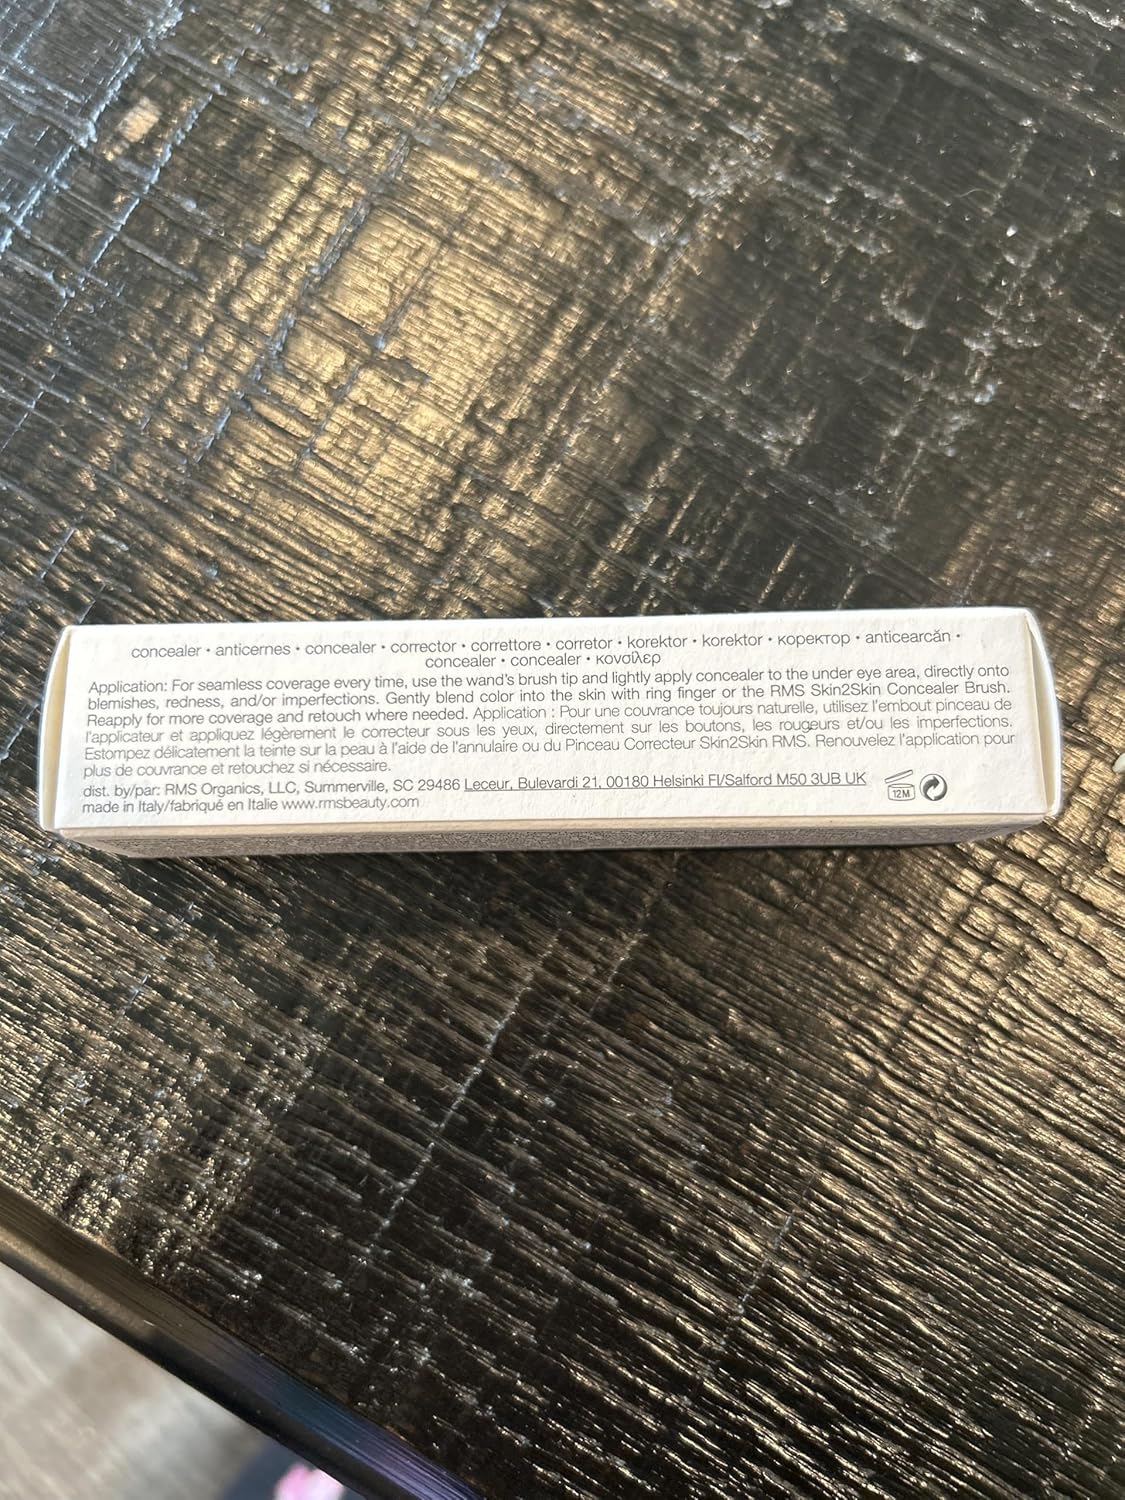 concealer • anticernes • concealer • corrector • correttore • corretor • korektor • korektor • коректор • anticearcăn •
concealer • concealer • κονσίλερ
Application: For seamless coverage every time, use the wand's brush tip and lightly apply concealer to the under eye area, directly onto
blemishes, redness, and/or imperfections. Gently blend color into the skin with ring finger or the RMS Skin2Skin Concealer Brush.
Reapply for more coverage and retouch where needed. Application : Pour une couvrance toujours naturelle, utilisez l'embout pinceau de
l'applicateur et appliquez légèrement le correcteur sous les yeux, directement sur les boutons, les rougeurs et/ou les imperfections.
Estompez délicatement la teinte sur la peau à l'aide de l'annulaire ou du Pinceau Correcteur Skin2Skin RMS. Renouvelez l'application pour
plus de couvrance et retouchez si nécessaire.
dist. by/par: RMS Organics, LLC, Summerville, SC 29486 Leceur, Bulevardi 21, 00180 Helsinki FI/Salford M50 3UB UK
made in Italy/fabriqué en Italie www.rmsbeauty.com
12M